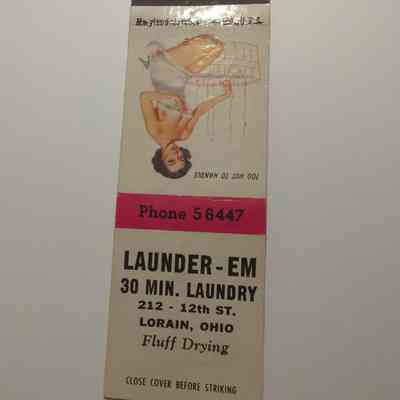 TOO HOT TO HANDLE
Phone 56447
LAUNDER-EM
30 MIN. LAUNDRY
212 - 12th ST.
LORAIN, OHIO
Fluff Drying
CLOSE COVER BEFORE STRIKING